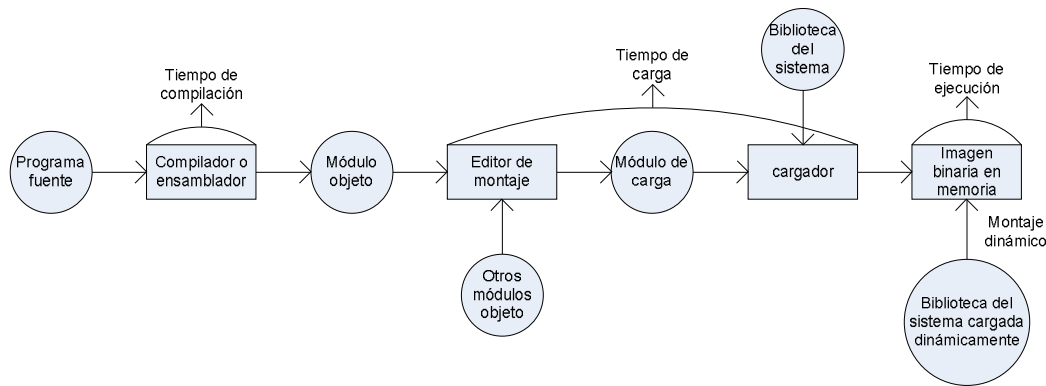 Programa
fuente
Tiempo de
compilación
Compilador o
ensamblador
Módulo
objeto
Tiempo de
carga
Editor de
montaje
Otros
módulos
objeto
Módulo de
carga
Biblioteca
del
sistema
cargador
Tiempo de
ejecución
Imagen
binaria en
memoria
Montaje
dinámico
Biblioteca del
sistema cargada
dinámicamente